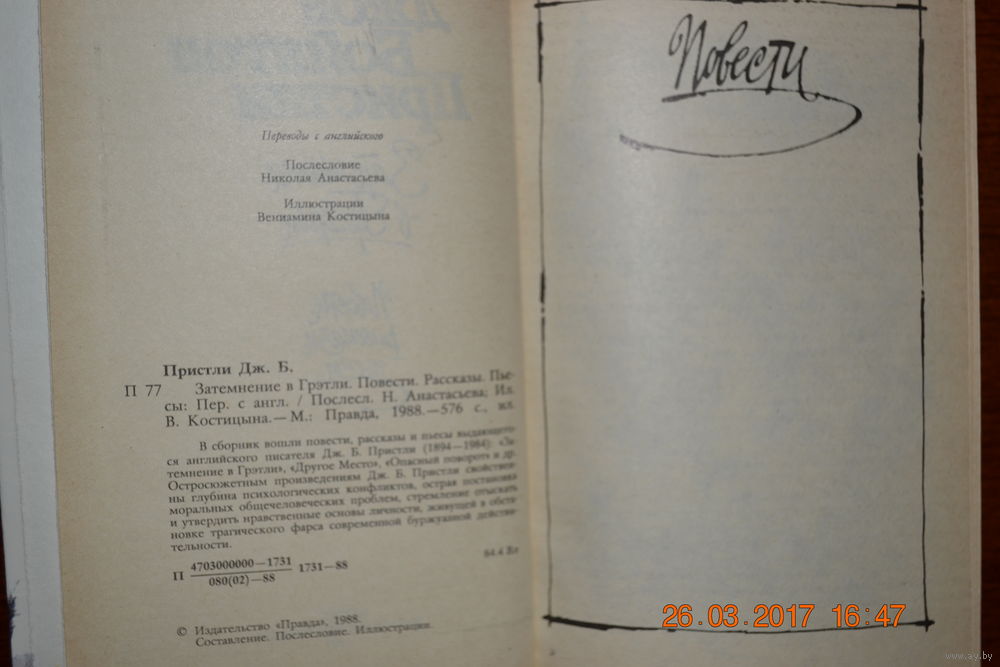 Переводы с английского
Послесловие
Николая Анастасьева
Иллюстрации
Вениамина Костицына
Пристли Дж. Б.
П 77 Затемнение в Грэтли. Повести. Рассказы. Пье-
сы: Пер. с англ. / Послесл. Н. Анастасьева; Ил.
В. Костицына.— М.: Правда, 1988.—576 с., ил.
В сборник вошли повести, рассказы и пьесы выдающего-
ся английского писателя Дж. Б. Пристли (1894—1984): «За-
темнение в Грэтли», «Другое Место», «Опасный поворот» и др.
Остросюжетным произведениям Дж. Б. Пристли свойствен-
ны глубина психологических конфликтов, острая постановка
моральных общечеловеческих проблем, стремление отыскать
и утвердить нравственные основы личности, живущей в обста-
новке трагического фарса современной буржуазной действи-
тельности.
П 4703000000—1731
080(02)—88 1731—88
84.4 Вл
© Издательство «Правда», 1988.
Составление. Послесловие. Иллюстрации.
Повести
26.03.2017 16:47
www.ay.by